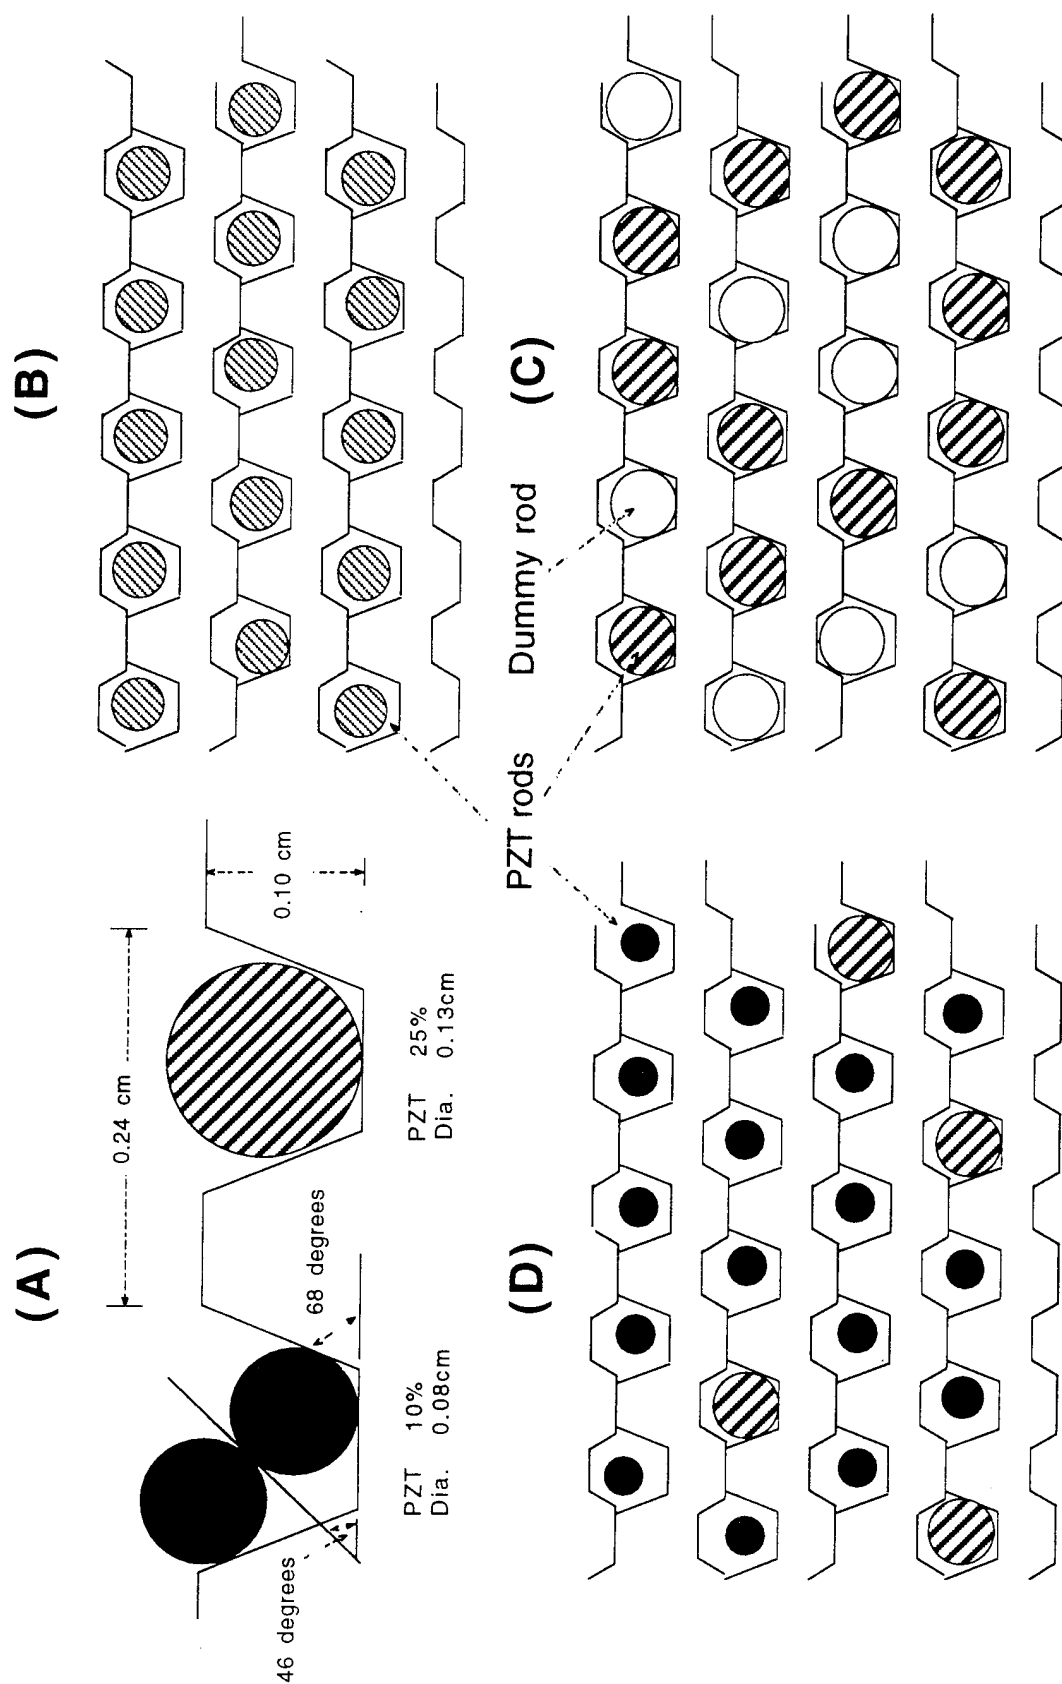 (A)
0.24 cm
0.10 cm
46 degrees
68 degrees
PZT 10%
Dia. 0.08cm
PZT 25%
Dia. 0.13cm
(B)
PZT rods
Dummy rod
(D)
(C)